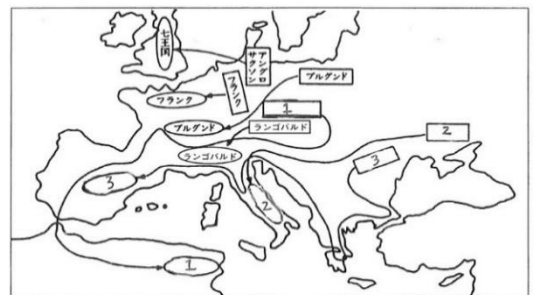 七王国
アングロ
サクソン
ブルグンド
フランク
フランク
1
ブルグンド
ランゴバルド
2
ランゴバルド
3
3
2
1